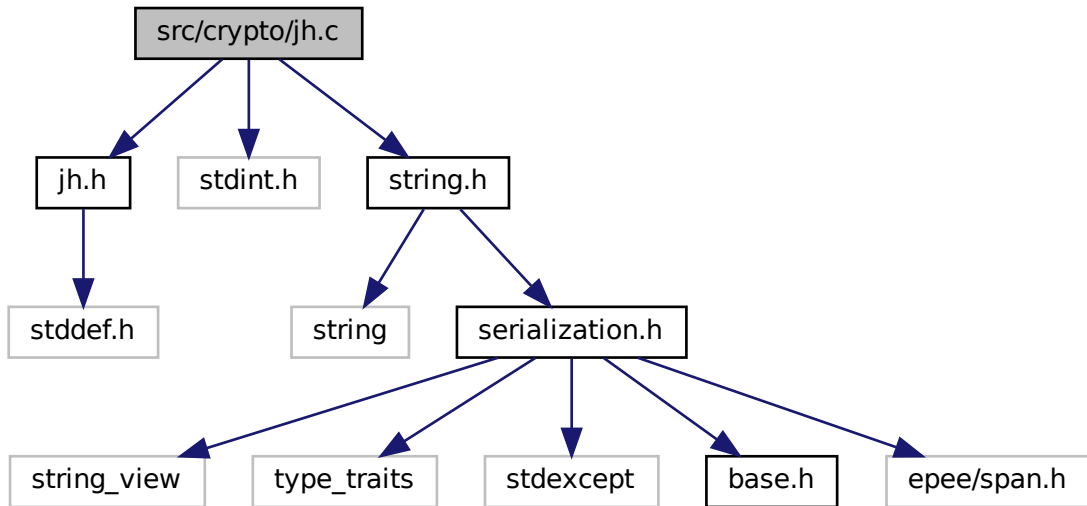 src/crypto/jh.c
jh.h
stdint.h
string.h
stddef.h
string
serialization.h
string_view
type_traits
stdexcept
base.h
epee/span.h